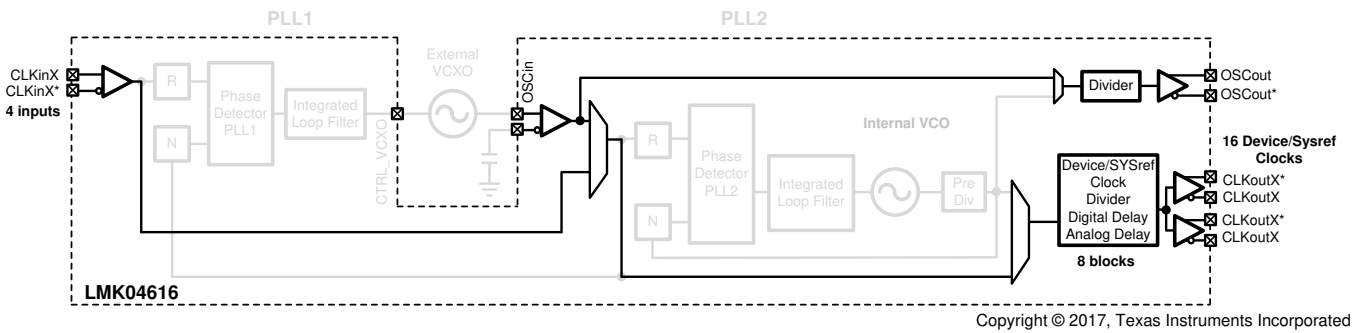 PLL1
PLL2
CLKinX
CLKinX*
4 inputs
R
N
Phase
Detector
PLL1
Integrated
Loop Filter
CTRL_VCXO
External
VCXO
OSCin
R
N
Phase
Detector
PLL2
Integrated
Loop Filter
Internal VCO
Pre
Div
Divider
OSCout
OSCout*
16 Device/Sysref
Clocks
Device/SYSref
Clock
Divider
Digital Delay
Analog Delay
8 blocks
CLKoutX*
CLKoutX
CLKoutX*
CLKoutX
LMK04616
Copyright © 2017, Texas Instruments Incorporated